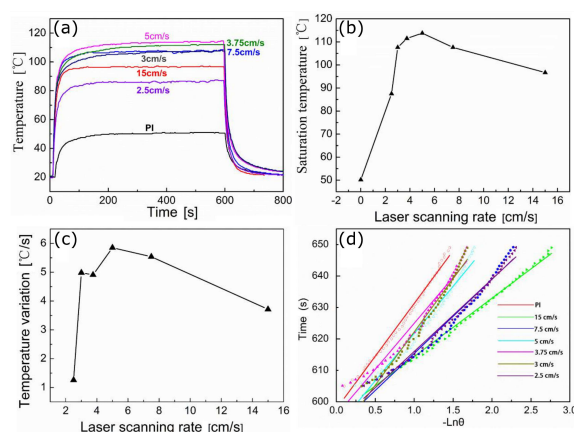 (a)
5cm/s
3.75cm/s
7.5cm/s
3cm/s
15cm/s
2.5cm/s
PI
Temperature [℃]
120
100
80
60
40
20
0 200 400 600 800
Time [s]
(b)
Saturation temperature [℃]
120
110
100
90
80
70
60
50
40
0 2 4 6 8 10 12 14 16
Laser scanning rate [cm/s]
(c)
Temperature variation [℃/s]
6
5
4
3
2
1
2 4 6 8 10 12 14 16
Laser scanning rate [cm/s]
(d)
Time (s)
650
640
630
620
610
600
PI
15 cm/s
7.5 cm/s
5 cm/s
3.75 cm/s
3 cm/s
2.5 cm/s
0.0 0.5 1.0 1.5 2.0 2.5 3.0
-Lnθ